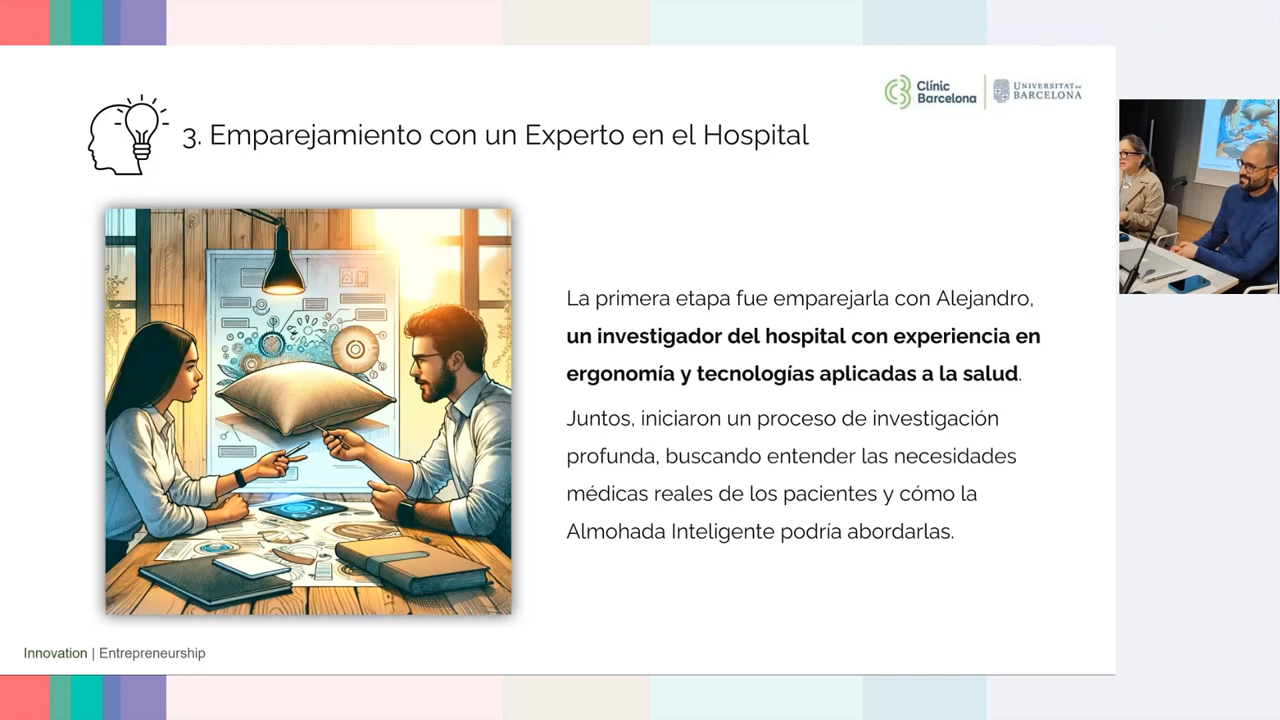 Clínic
Barcelona
UNIVERSITAT DE
BARCELONA
3. Emparejamiento con un Experto en el Hospital
La primera etapa fue emparejarla con Alejandro,
un investigador del hospital con experiencia en
ergonomía y tecnologías aplicadas a la salud.
Juntos, iniciaron un proceso de investigación
profunda, buscando entender las necesidades
médicas reales de los pacientes y cómo la
Almohada Inteligente podría abordarlas.
Innovation | Entrepreneurship